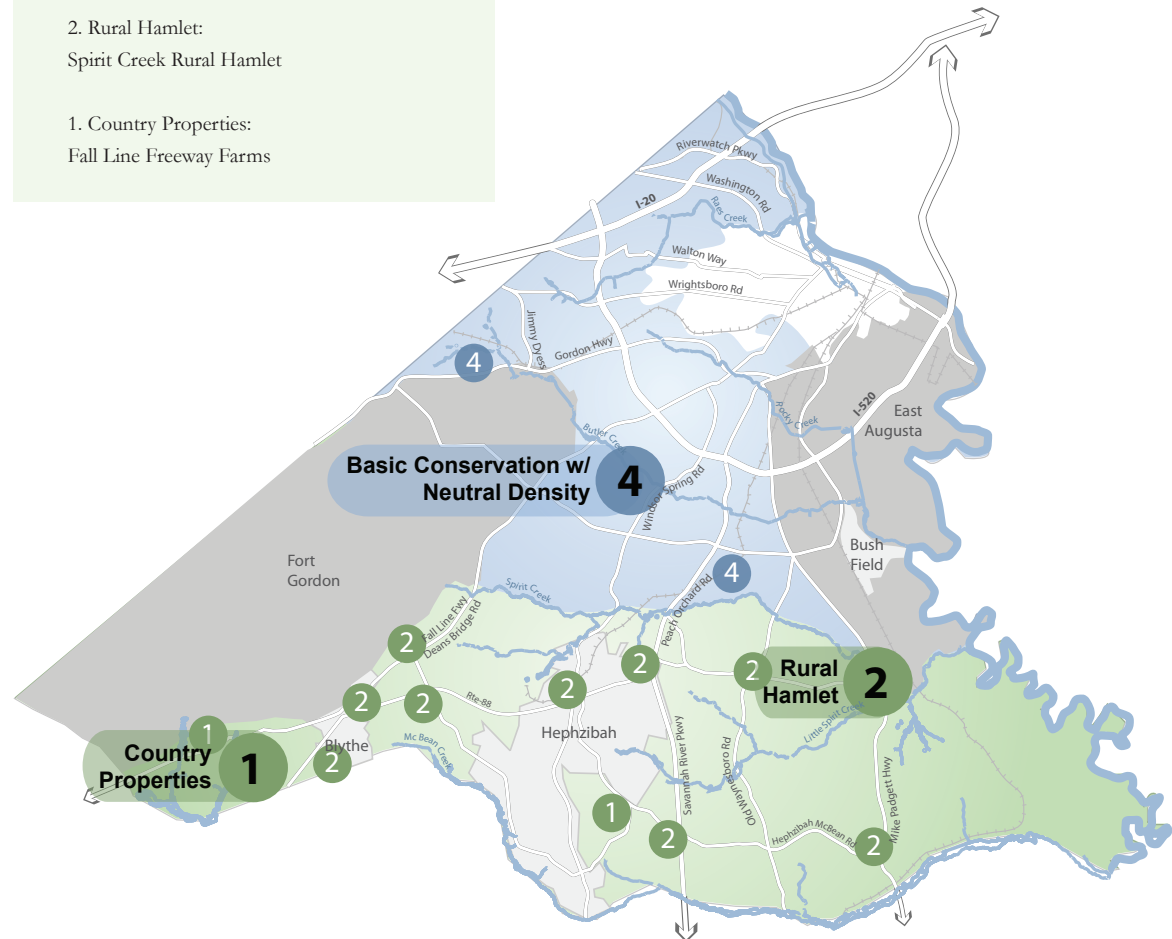 2. Rural Hamlet:
Spirit Creek Rural Hamlet
1. Country Properties:
Fall Line Freeway Farms
Riverwatch Pkwy
Washington Rd
I-20
Raes Creek
Walton Way
Wrightsboro Rd
Jimmy Dyess
Gordon Hwy
4
Rocky Creek
I-520
East
Augusta
Butler Creek
Basic Conservation w/
Neutral Density
4
Windsor Spring Rd
Bush
Field
Fort
Gordon
4
Spirit Creek
Peach Orchard Rd
Fall Line Fwy
Deans Bridge Rd
2
2
2
Rural
Hamlet
2
2
2
2
Rte-88
Little Spirit Creek
1
Hephzibah
Blythe
Mc Bean Creek
Country
Properties
1
2
Savannah River Pkwy
Old Waynesboro Rd
Mike Padgett Hwy
1
2
Hephzibah McBean Rd
2